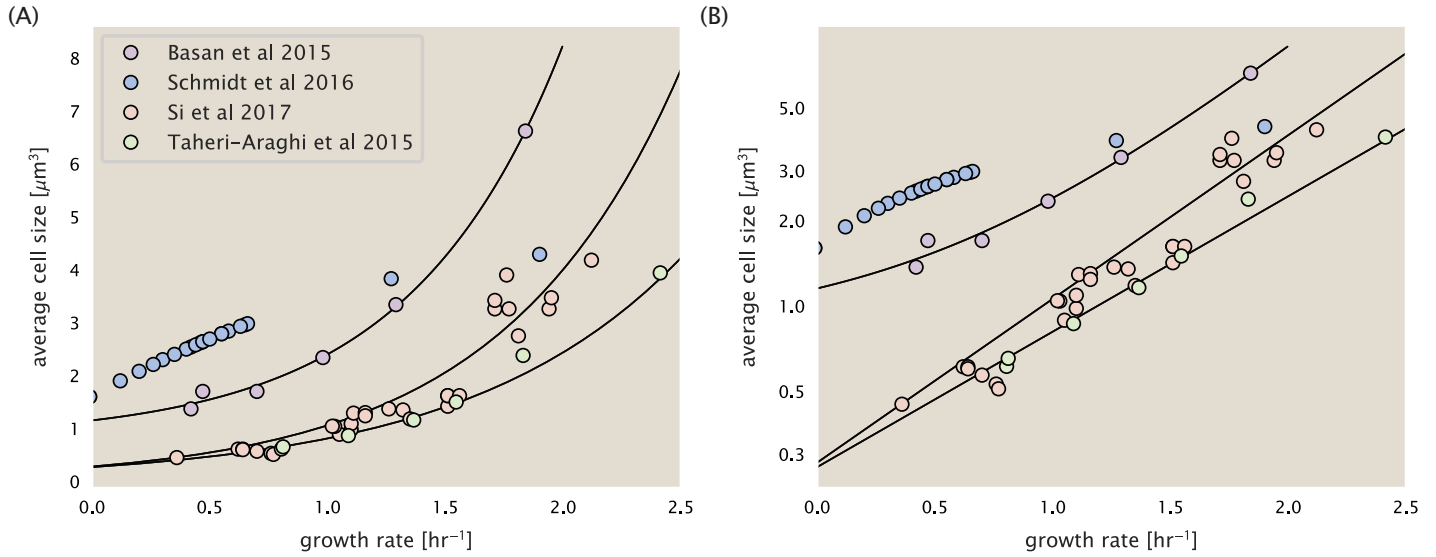 (A)
average cell size [μm³]
8
7
6
5
4
3
2
1
0
Basan et al 2015
Schmidt et al 2016
Si et al 2017
Taheri–Araghi et al 2015
0.0 0.5 1.0 1.5 2.0 2.5
growth rate [hr⁻¹]
(B)
average cell size [μm³]
5.0
3.0
2.0
1.0
0.5
0.3
0.0 0.5 1.0 1.5 2.0 2.5
growth rate [hr⁻¹]